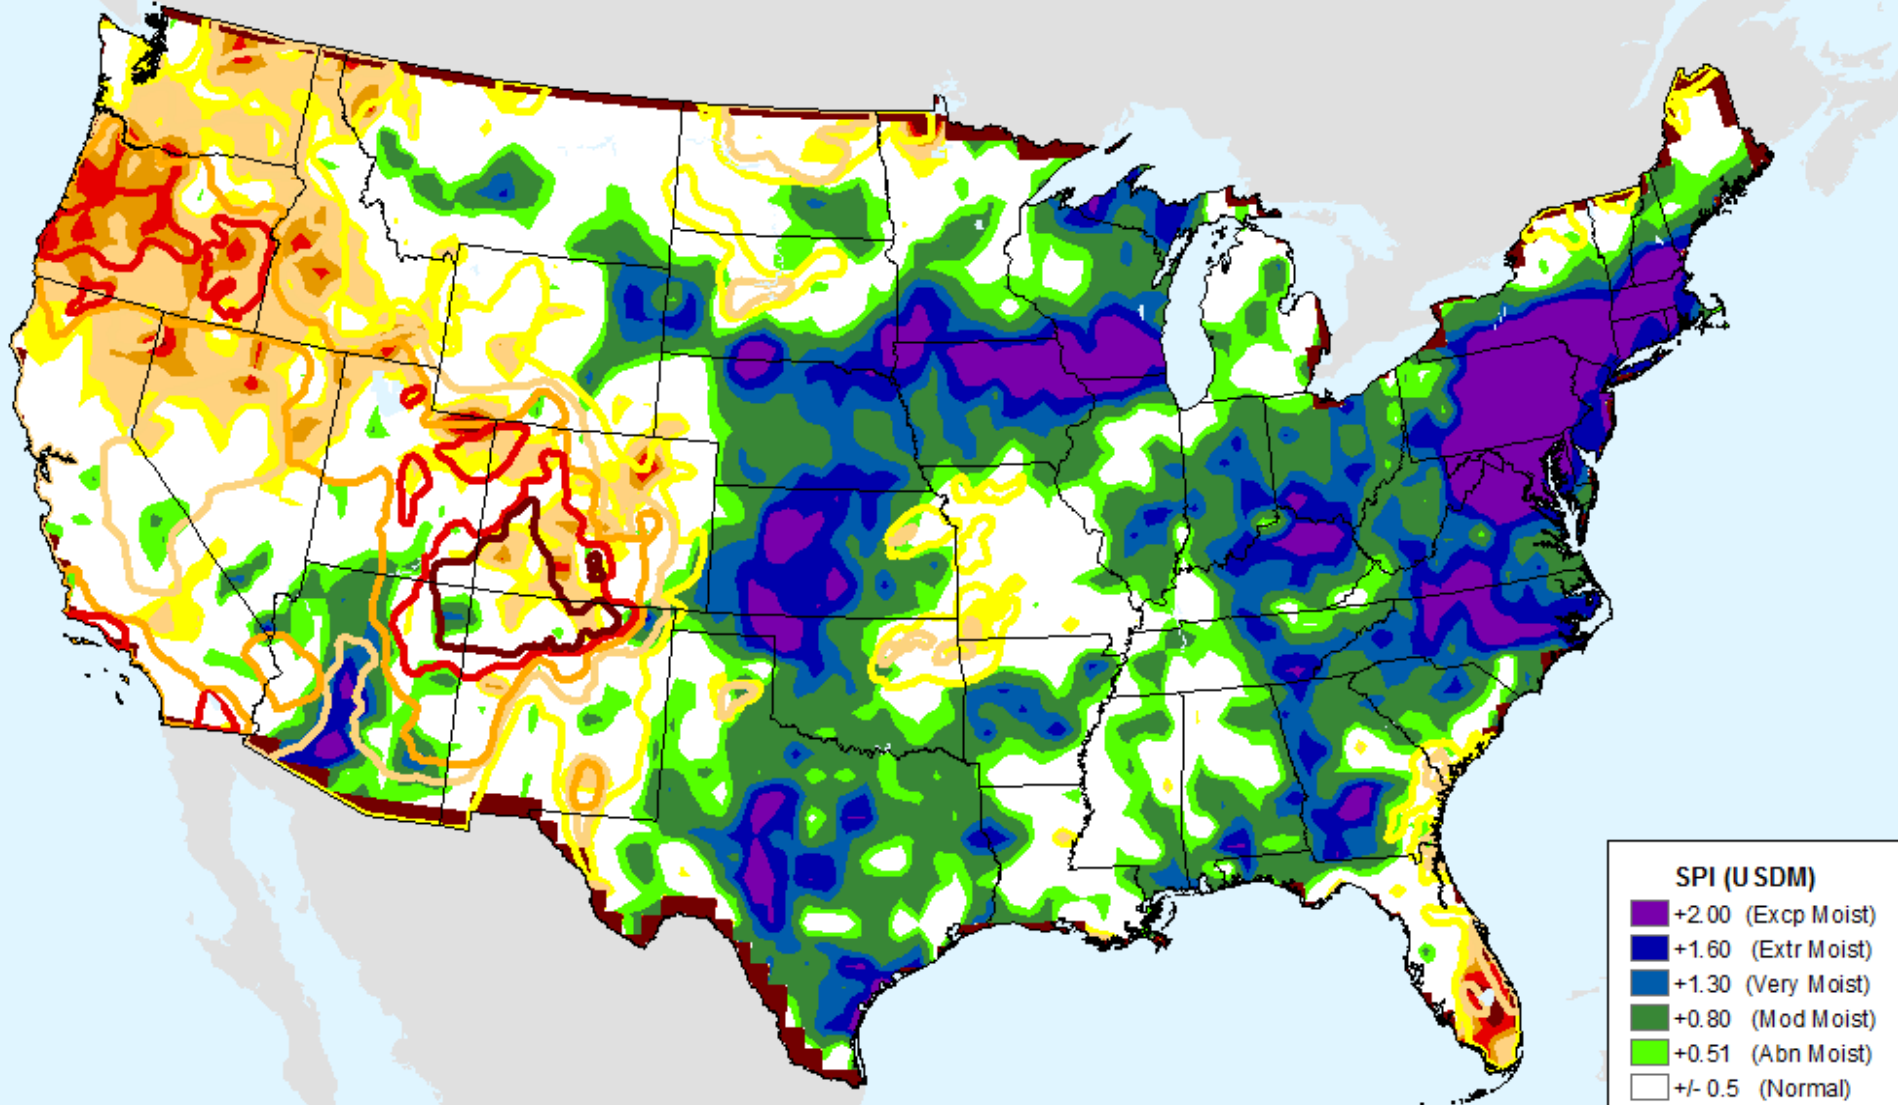 SPI (USDM)
+2.00 (Excp Moist)
+1.60 (Extr Moist)
+1.30 (Very Moist)
+0.80 (Mod Moist)
+0.51 (Abn Moist)
+/- 0.5 (Normal)